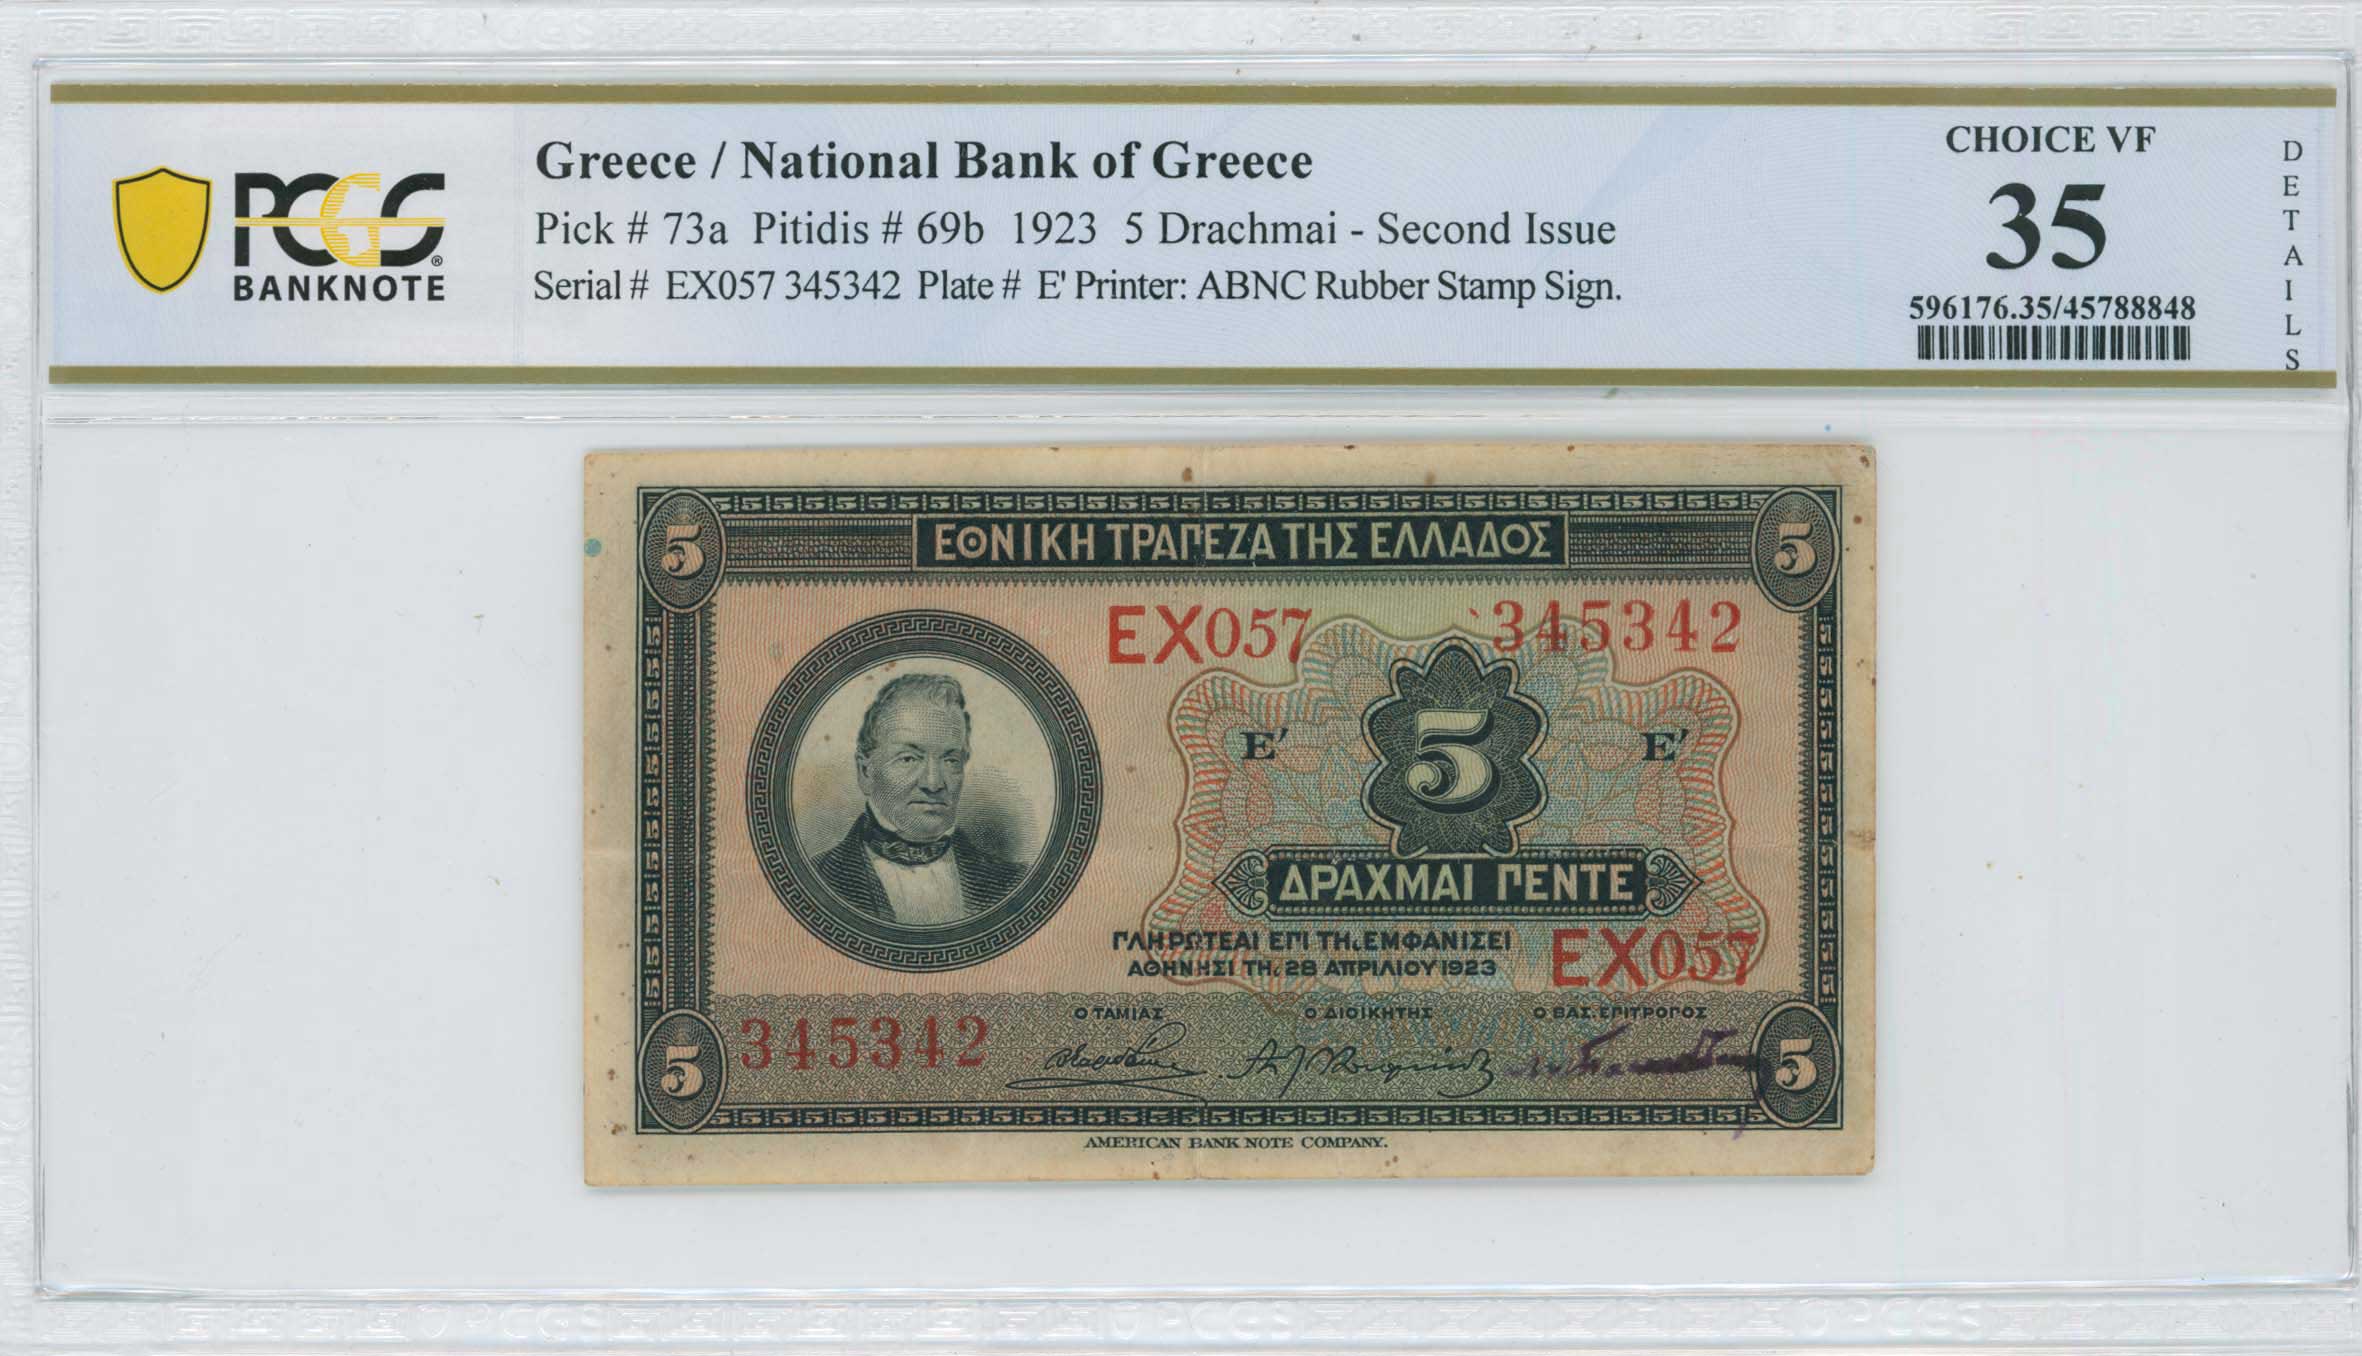 PCGS
BANKNOTE
Greece / National Bank of Greece
Pick # 73a Pitidis # 69b 1923 5 Drachmai - Second Issue
Serial # EX057 345342 Plate # E' Printer: ABNC Rubber Stamp Sign.
CHOICE VF
35
596176.35/45788848
DETAILS
5
ΕΘΝΙΚΗ ΤΡΑΠΕΖΑ ΤΗΣ ΕΛΛΑΔΟΣ
5
EX057 345342
E' 5 E'
ΔΡΑΧΜΑΙ ΠΕΝΤΕ
ΠΛΗΡΩΤΕΑΙ ΕΠΙ ΤΗι ΕΜΦΑΝΙΣΕΙ
ΑΘΗΝΗΣΙ ΤΗι 28 ΑΠΡΙΛΙΟΥ 1923
EX057
345342
Ο ΤΑΜΙΑΣ Ο ΔΙΟΙΚΗΤΗΣ Ο ΒΑΣ. ΕΠΙΤΡΟΠΟΣ
5
5
AMERICAN BANK NOTE COMPANY.